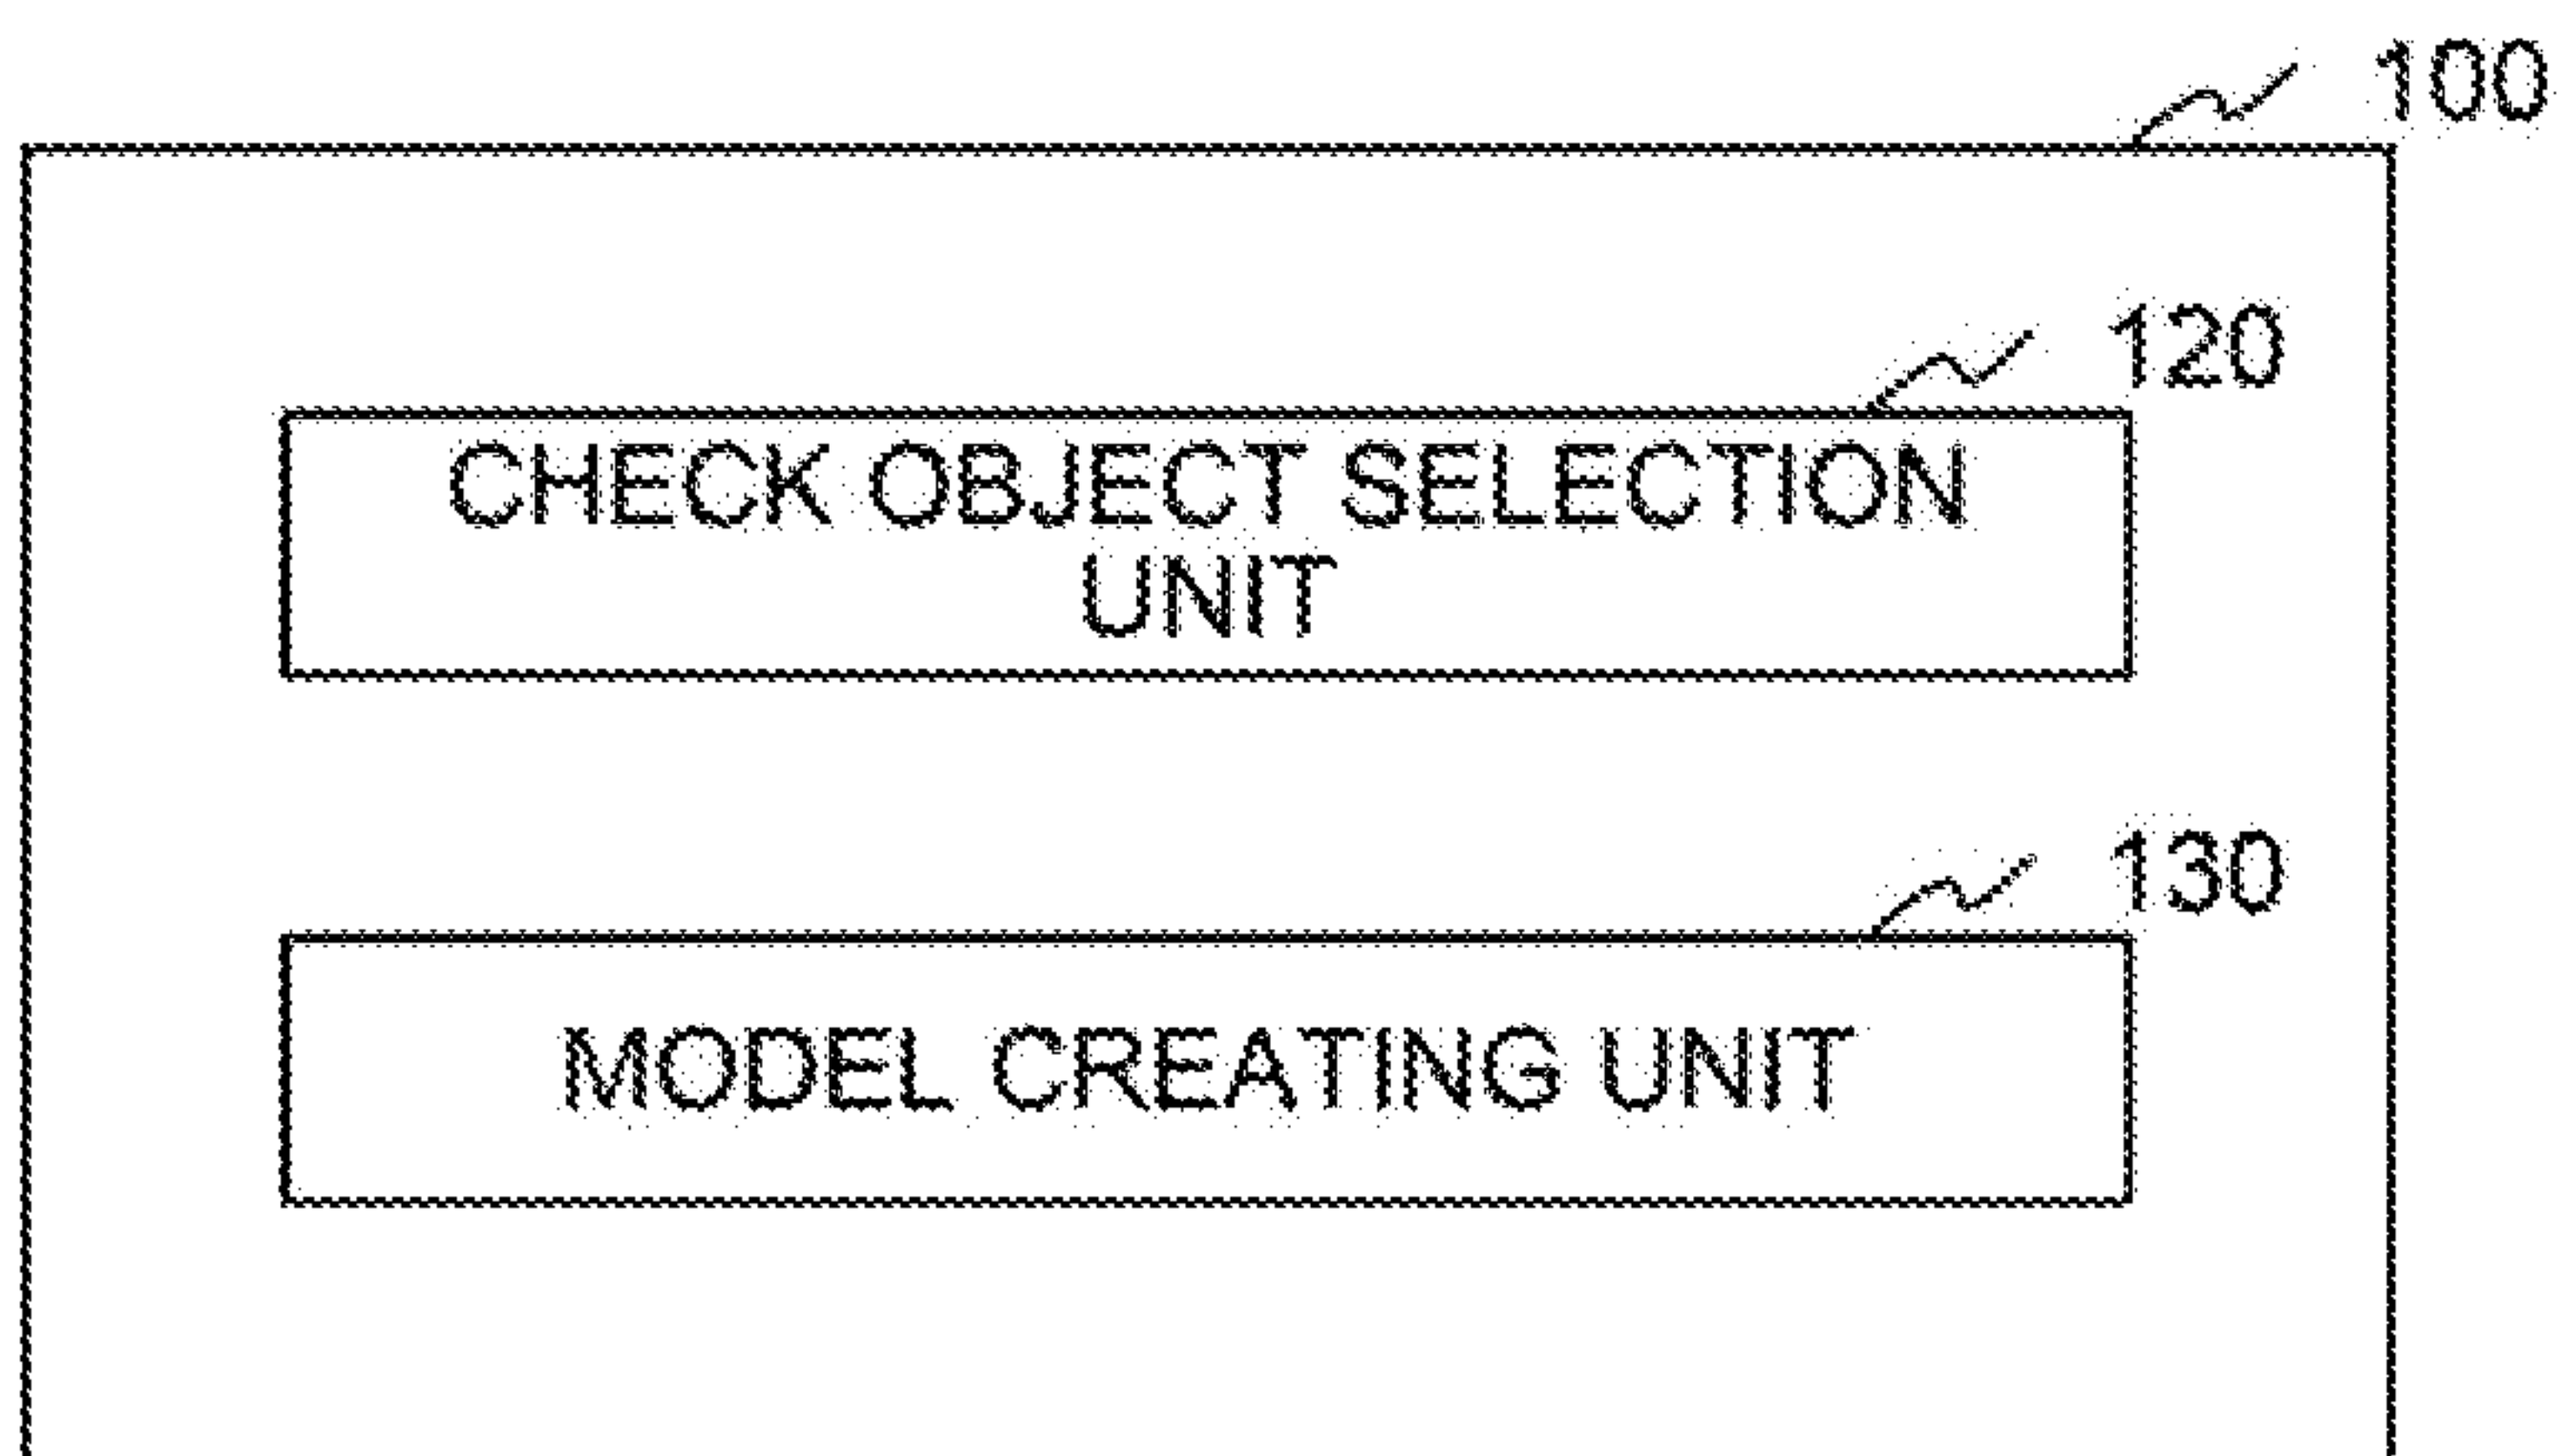 100
120
CHECK OBJECT SELECTION
UNIT
130
MODEL CREATING UNIT